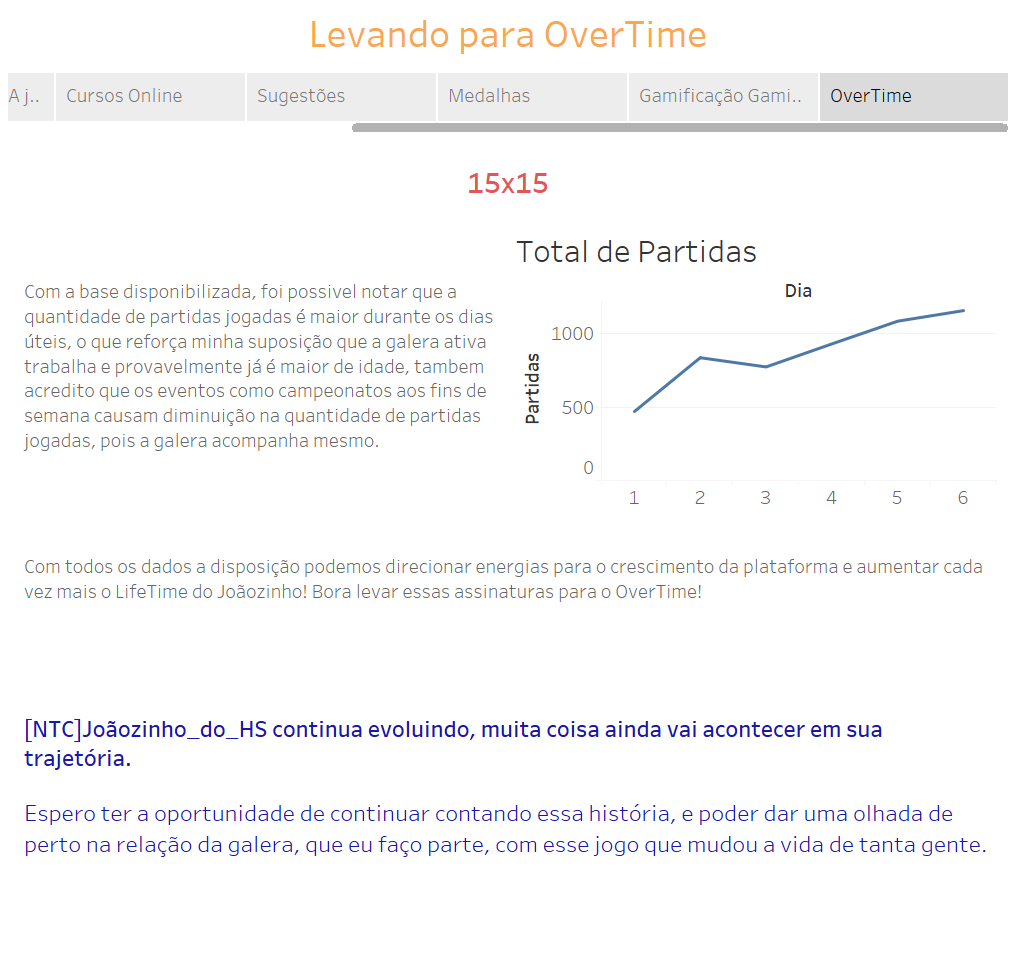 Levando para OverTime
A j..
Cursos Online
Sugestões
Medalhas
Gamificação Gami..
OverTime
15x15
Com a base disponibilizada, foi possivel notar que a
quantidade de partidas jogadas é maior durante os dias
úteis, o que reforça minha suposição que a galera ativa
trabalha e provavelmente já é maior de idade, tambem
acredito que os eventos como campeonatos aos fins de
semana causam diminuição na quantidade de partidas
jogadas, pois a galera acompanha mesmo.
Total de Partidas
Dia
Partidas
1000
500
0
1 2 3 4 5 6
Com todos os dados a disposição podemos direcionar energias para o crescimento da plataforma e aumentar cada
vez mais o LifeTime do Joãozinho! Bora levar essas assinaturas para o OverTime!
[NTC]Joãozinho_do_HS continua evoluindo, muita coisa ainda vai acontecer em sua
trajetória.
Espero ter a oportunidade de continuar contando essa história, e poder dar uma olhada de
perto na relação da galera, que eu faço parte, com esse jogo que mudou a vida de tanta gente.